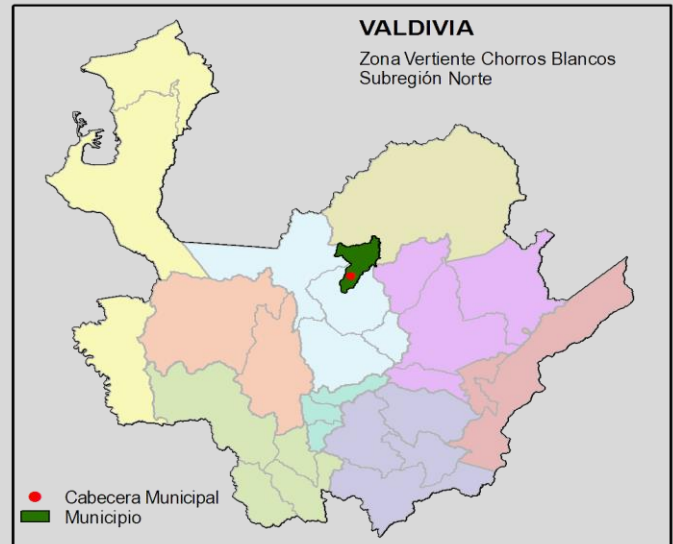 VALDIVIA
Zona Vertiente Chorros Blancos
Subregión Norte
Cabecera Municipal
Municipio